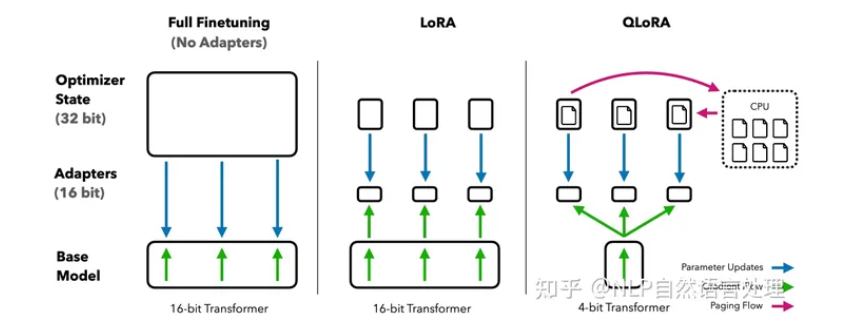 Full Finetuning
(No Adapters)
LoRA
QLoRA
Optimizer
State
(32 bit)
CPU
Adapters
(16 bit)
Base
Model
Parameter Updates
Gradient Flow
Paging Flow
知乎 @NLP自然语言处理
16-bit Transformer
16-bit Transformer
4-bit Transformer